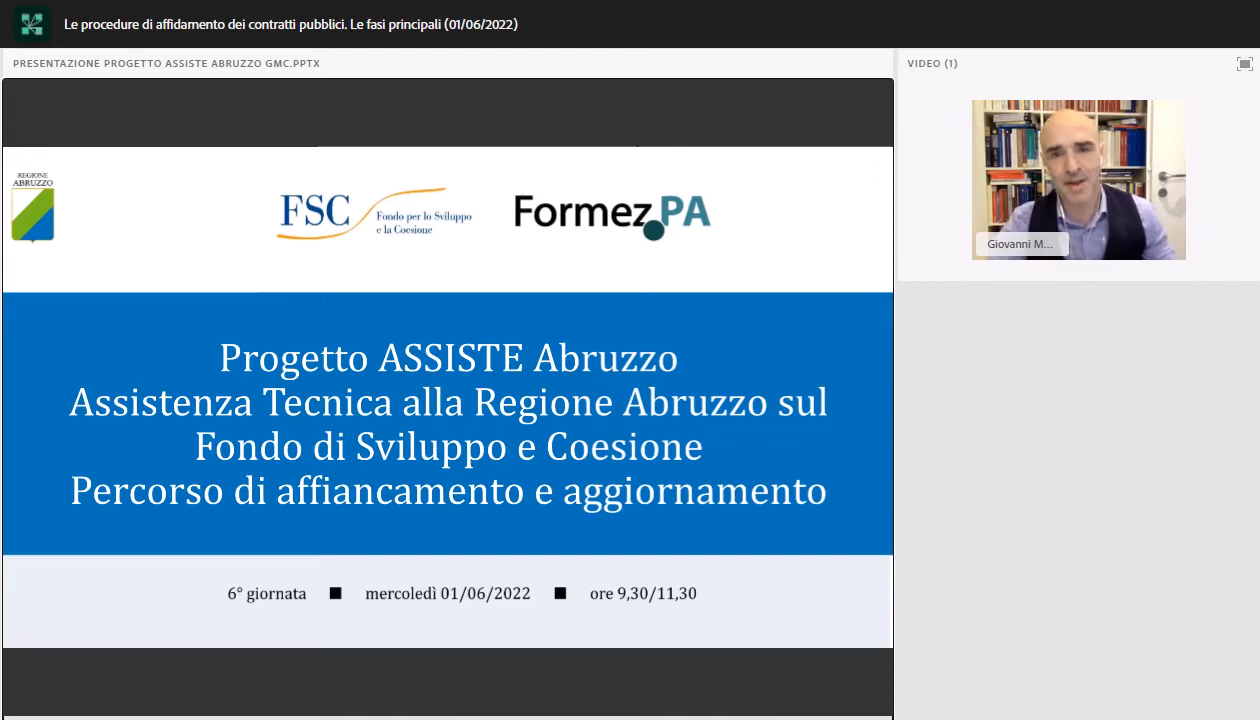 Le procedure di affidamento dei contratti pubblici. Le fasi principali (01/06/2022)
PRESENTAZIONE PROGETTO ASSISTE ABRUZZO GMC.PPTX
VIDEO (1)
REGIONE
ABRUZZO
FSC
Fondo per lo Sviluppo
e la Coesione
Formez PA
Giovanni M...
Progetto ASSISTE Abruzzo
Assistenza Tecnica alla Regione Abruzzo sul
Fondo di Sviluppo e Coesione
Percorso di affiancamento e aggiornamento
6° giornata ■ mercoledì 01/06/2022 ■ ore 9,30/11,30